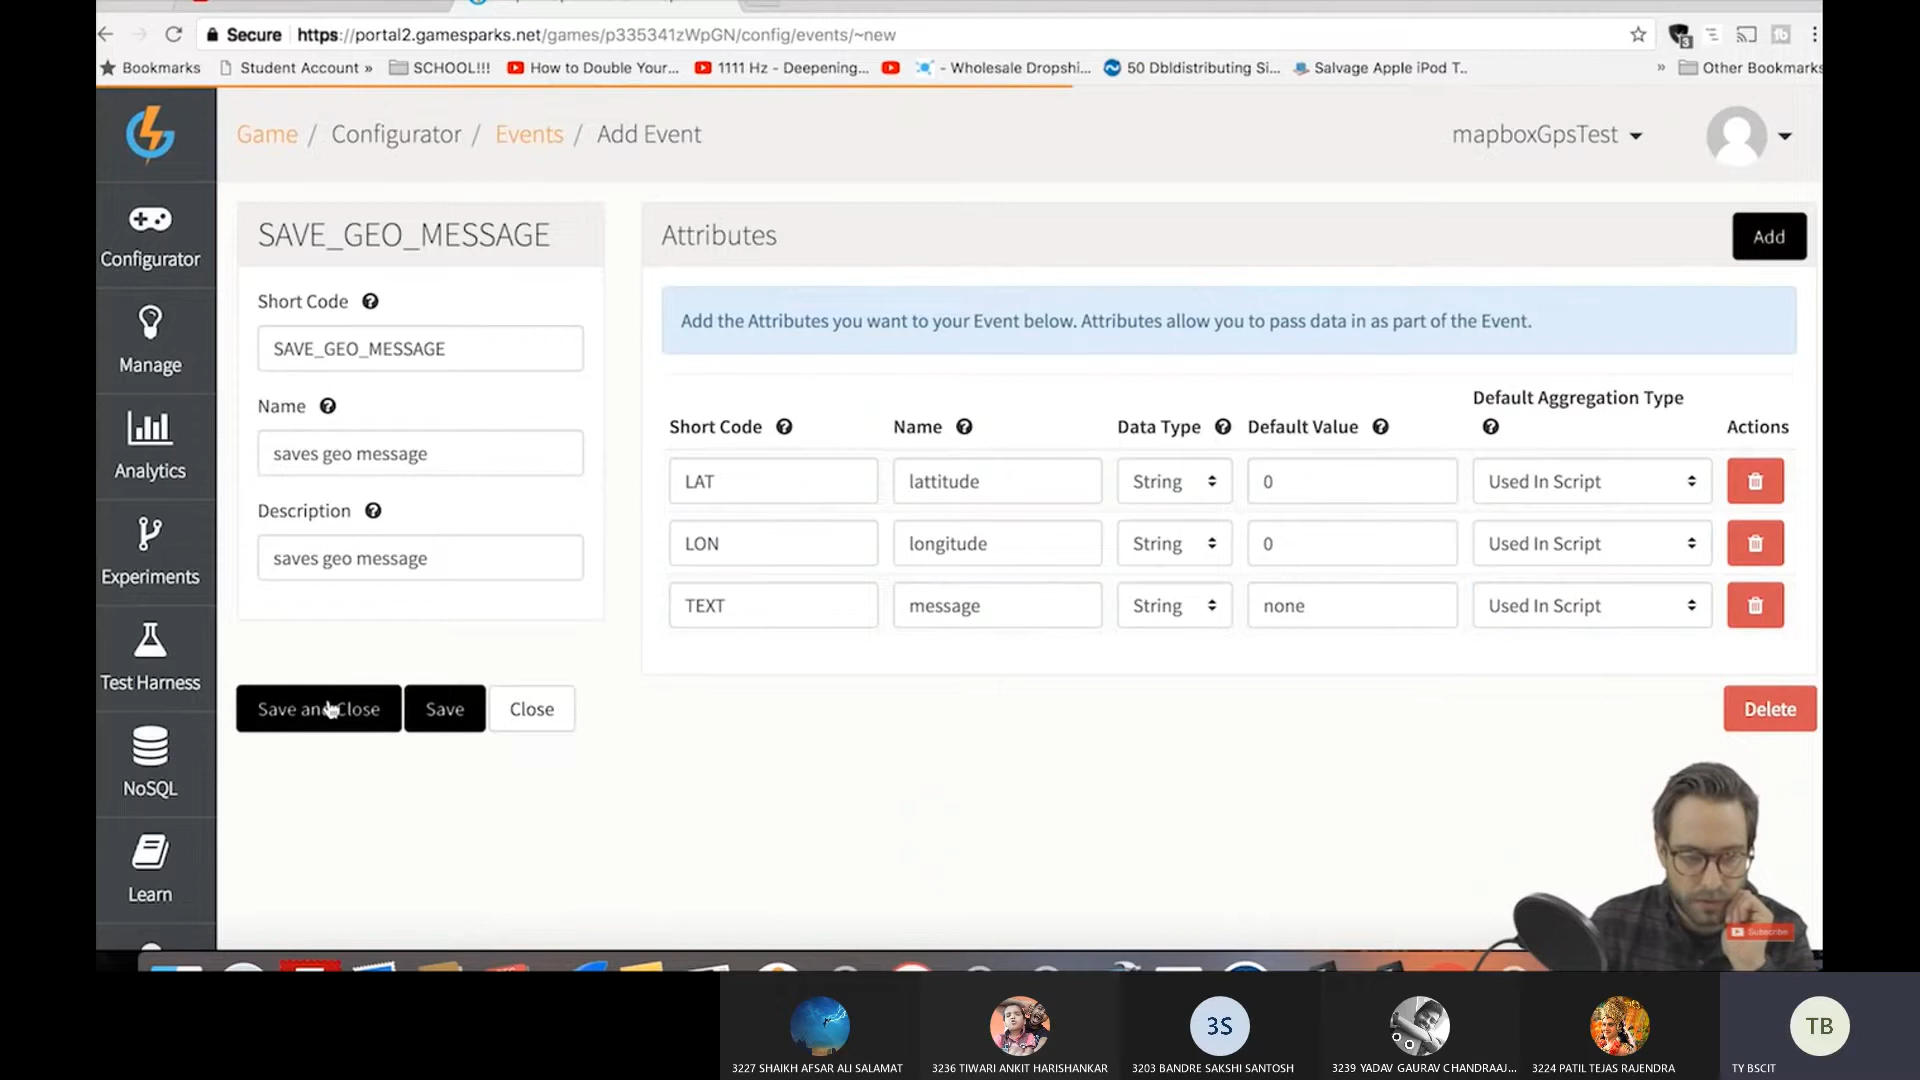 Secure https://portal2.gamesparks.net/games/p335341zWpGN/config/events/~new
3
Bookmarks Student Account » SCHOOL!!! How to Double Your... 1111 Hz - Deepening... - Wholesale Dropshi... 50 Dbldistributing Si... Salvage Apple iPod T.. » Other Bookmarks
Game / Configurator / Events / Add Event
mapboxGpsTest
Configurator
Manage
Analytics
Experiments
Test Harness
NoSQL
Learn
SAVE_GEO_MESSAGE
Short Code
SAVE_GEO_MESSAGE
Name
saves geo message
Description
saves geo message
Save and Close Save Close
Attributes
Add
Add the Attributes you want to your Event below. Attributes allow you to pass data in as part of the Event.
Short Code Name Data Type Default Value Default Aggregation Type Actions
LAT lattitude String 0 Used In Script
LON longitude String 0 Used In Script
TEXT message String none Used In Script
Delete
Subscribe
3S
TB
3227 SHAIKH AFSAR ALI SALAMAT
3236 TIWARI ANKIT HARISHANKAR
3203 BANDRE SAKSHI SANTOSH
3239 YADAV GAURAV CHANDRAAJ...
3224 PATIL TEJAS RAJENDRA
TY BSCIT